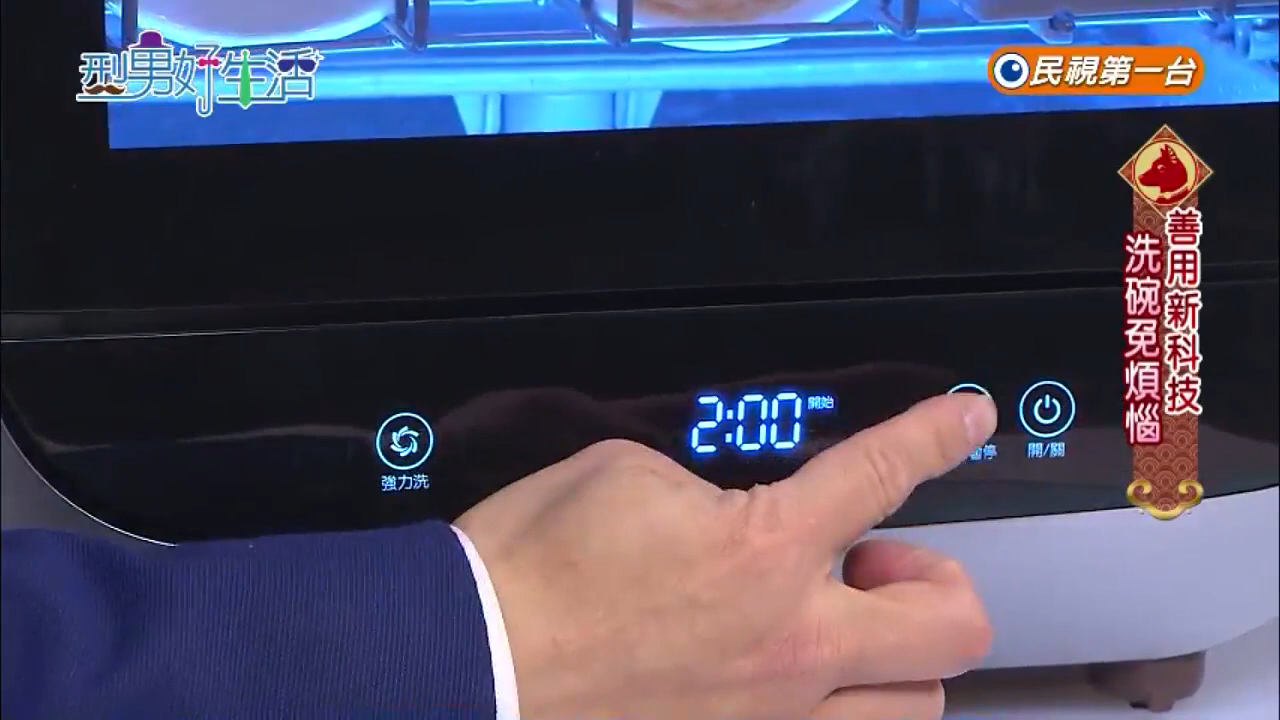 型男好生活
民視第一台
善用新科技
洗碗免煩惱
2:00
開始
強力洗
停
開/關